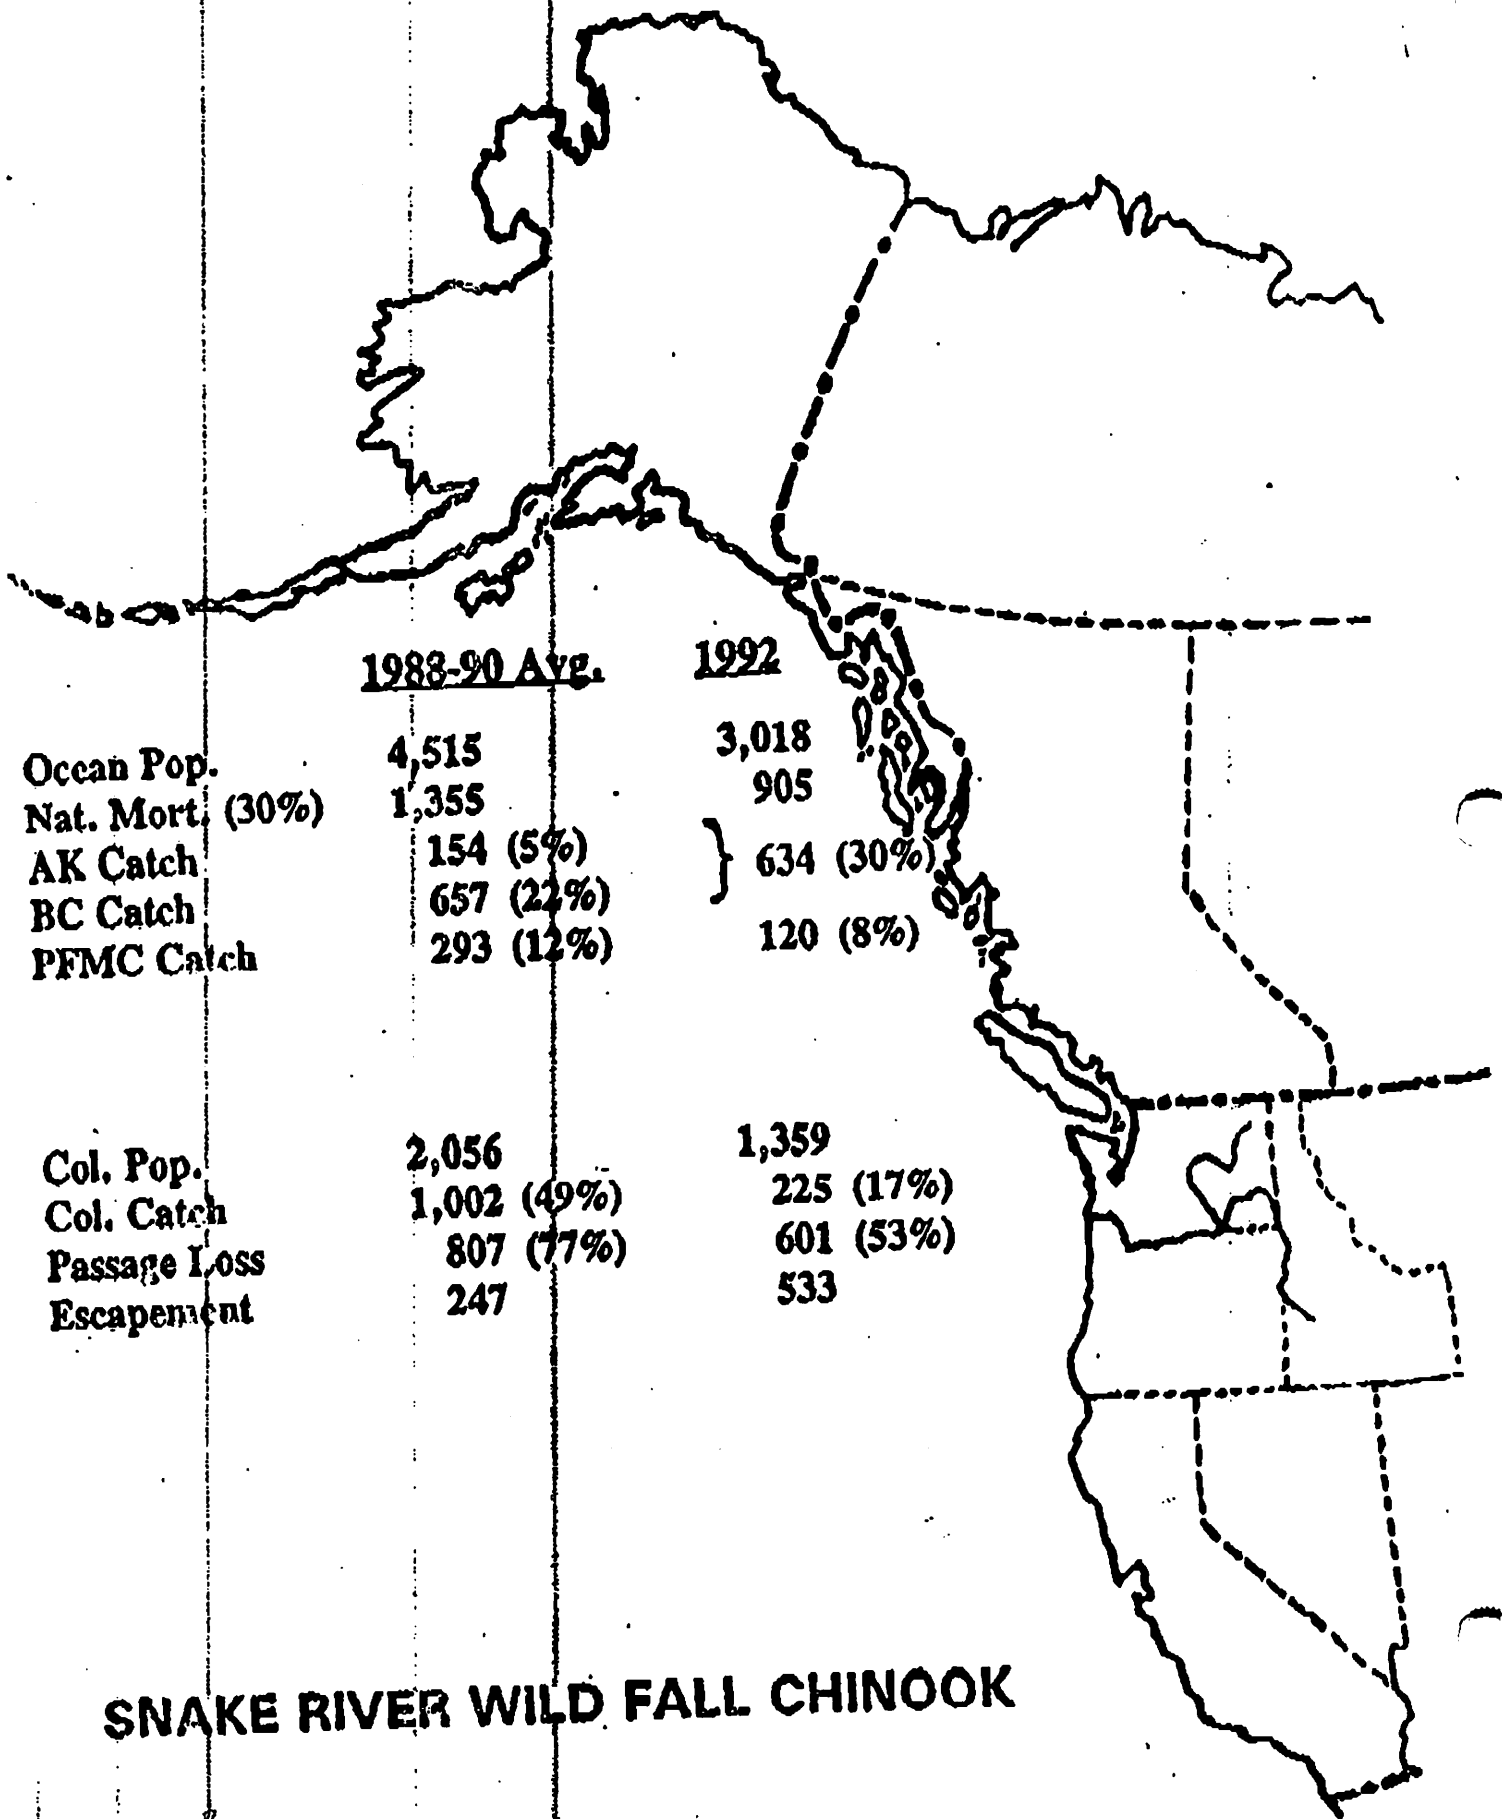 1988-90 Avg. 1992
Ocean Pop. 4,515 3,018
Nat. Mort. (30%) 1,355 905
AK Catch 154 (5%) } 634 (30%)
BC Catch 657 (22%)
PFMC Catch 293 (12%) 120 (8%)
Col. Pop. 2,056 1,359
Col. Catch 1,002 (49%) 225 (17%)
Passage Loss 807 (77%) 601 (53%)
Escapement 247 533
SNAKE RIVER WILD FALL CHINOOK